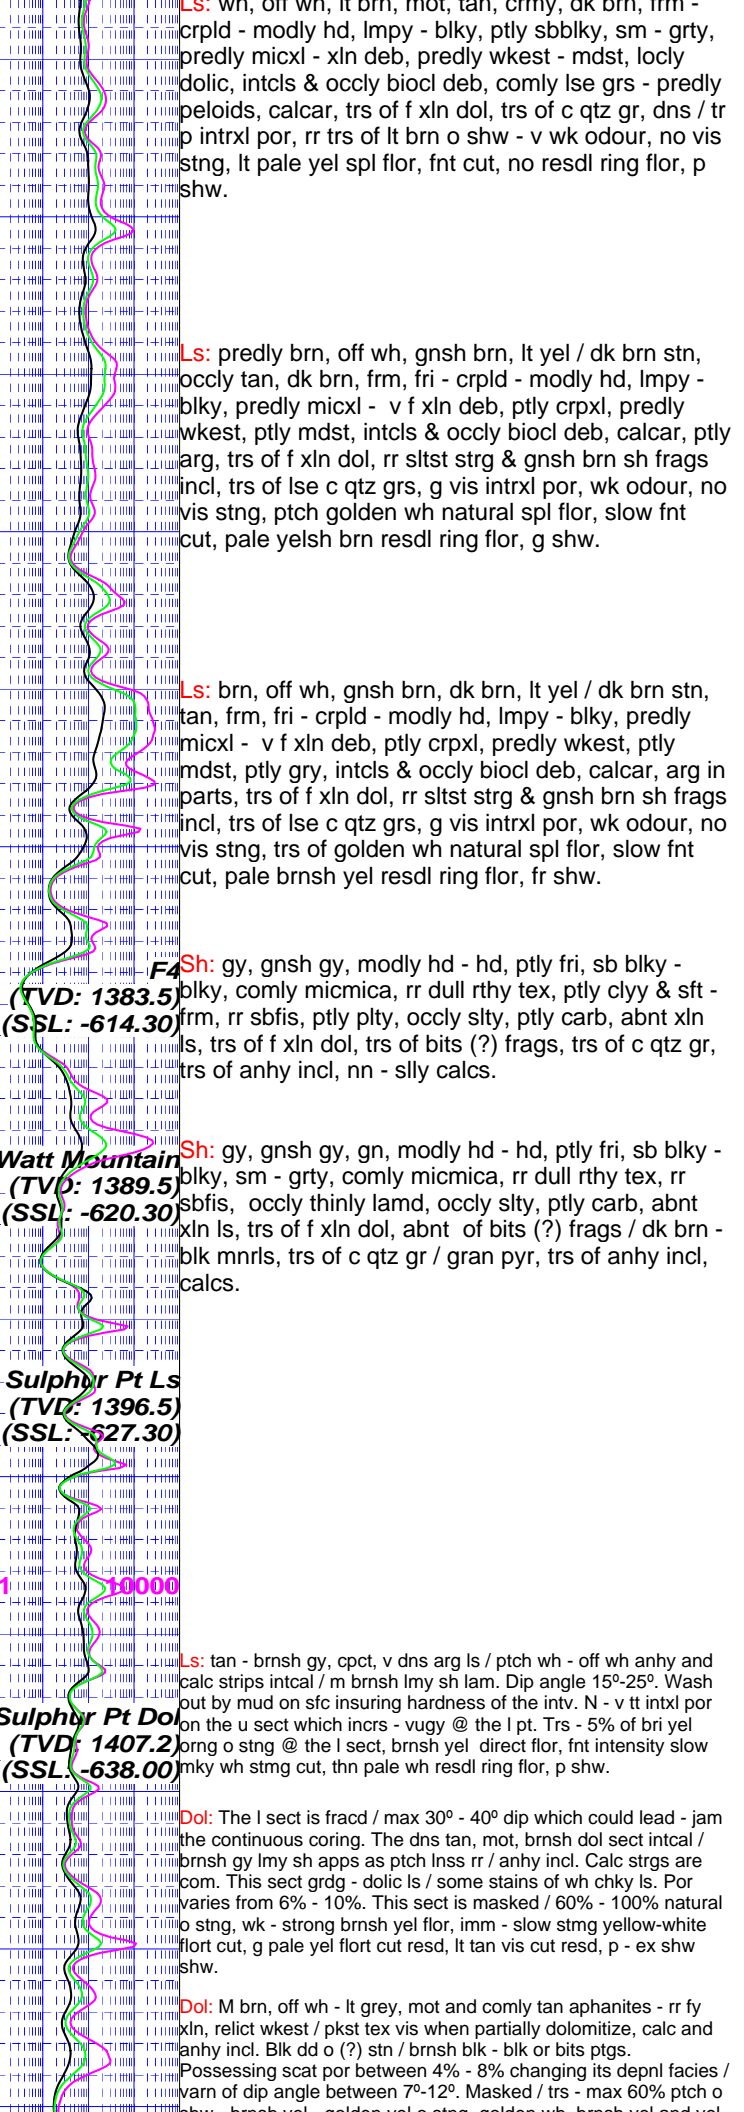 Ls: wh, off wh, lt brn, mot, tan, crmy, dk brn, frm -
crpld - modly hd, lmpy - blky, ptly sbblky, sm - grty,
predly micxl - xln deb, predly wkest - mdst, locly
dolic, intcls & occly biocl deb, comly lse grs - predly
peloids, calcar, trs of f xln dol, trs of c qtz gr, dns / tr
p intrxl por, rr trs of lt brn o shw - v wk odour, no vis
stng, lt pale yel spl flor, fnt cut, no resdl ring flor, p
shw.
Ls: predly brn, off wh, gnsh brn, lt yel / dk brn stn,
occly tan, dk brn, frm, fri - crpld - modly hd, lmpy -
blky, predly micxl - v f xln deb, ptly crpxl, predly
wkest, ptly mdst, intcls & occly biocl deb, calcar, ptly
arg, trs of f xln dol, rr sltst strg & gnsh brn sh frags
incl, trs of lse c qtz grs, g vis intrxl por, wk odour, no
vis stng, ptch golden wh natural spl flor, slow fnt
cut, pale yelsh brn resdl ring flor, g shw.
Ls: brn, off wh, gnsh brn, dk brn, lt yel / dk brn stn,
tan, frm, fri - crpld - modly hd, lmpy - blky, predly
micxl - v f xln deb, ptly crpxl, predly wkest, ptly
mdst, ptly gry, intcls & occly biocl deb, calcar, arg in
parts, trs of f xln dol, rr sltst strg & gnsh brn sh frags
incl, trs of lse c qtz grs, g vis intrxl por, wk odour, no
vis stng, trs of golden wh natural spl flor, slow fnt
cut, pale brnsh yel resdl ring flor, fr shw.
F4
(TVD: 1383.5)
(SSL: -614.30)
Sh: gy, gnsh gy, modly hd - hd, ptly fri, sb blky -
blky, comly micmica, rr dull rthy tex, ptly clyy & sft -
frm, rr sbfis, ptly plty, occly slty, ptly carb, abnt xln
ls, trs of f xln dol, trs of bits (?) frags, trs of c qtz gr,
trs of anhy incl, nn - slly calcs.
Watt Mountain
(TVD: 1389.5)
(SSL: -620.30)
Sh: gy, gnsh gy, gn, modly hd - hd, ptly fri, sb blky -
blky, sm - grty, comly micmica, rr dull rthy tex, rr
sbfis, occly thinly lamd, occly slty, ptly carb, abnt
xln ls, trs of f xln dol, abnt of bits (?) frags / dk brn -
blk mnrls, trs of c qtz gr / gran pyr, trs of anhy incl,
calcs.
Sulphur Pt Ls
(TVD: 1396.5)
(SSL: -627.30)
1 10000
Ls: tan - brnsh gy, cpct, v dns arg ls / ptch wh - off wh anhy and
calc strips intcal / m brnsh lmy sh lam. Dip angle 15º-25º. Wash
out by mud on sfc insuring hardness of the intv. N - v tt intxl por
on the u sect which incrs - vugy @ the l pt. Trs - 5% of bri yel
orng o stng @ the l sect, brnsh yel direct flor, fnt intensity slow
mky wh stmg cut, thn pale wh resdl ring flor, p shw.
Sulphur Pt Dol
(TVD: 1407.2)
(SSL: -638.00)
Dol: The l sect is fracd / max 30º - 40º dip which could lead - jam
the continuous coring. The dns tan, mot, brnsh dol sect intcal /
brnsh gy lmy as apps as ptch lnss rr / anhy incl. Calc strgs are
com. This sect grdg - dolic ls / some stains of wh chky ls. Por
varies from 6% - 10%. This sect is masked / 60% - 100% natural
o stng, wk - strong brnsh yel flor, imm - slow stmg yellow-white
flort cut, g pale yel flort cut resd, lt tan vis cut resd, p - ex shw
shw.
Dol: M brn, off wh - lt grey, mot and comly tan aphanites - rr fy
xln, relict wkest / pkst tex vis when partially dolomitize, calc and
anhy incl. Blk dd o (?) stn / brnsh blk - blk or bits ptgs.
Possessing scat por between 4% - 8% changing its depnl facies /
varn of dip angle between 7º-12º. Masked / trs - max 60% ptch o
shw - brnsh yel - golden yel o stng, golden wh, brnsh yel and yel